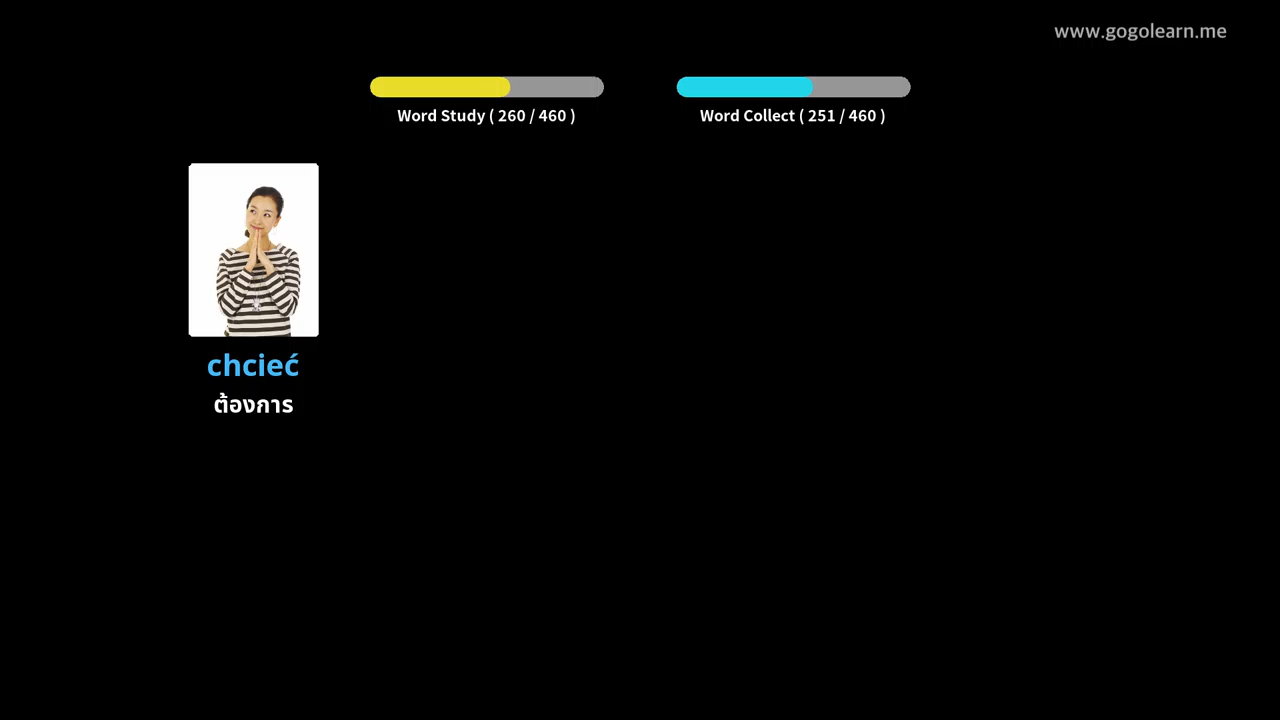 www.gogolearn.me
Word Study ( 260 / 460 )
Word Collect ( 251 / 460 )
chcieć
ต้องการ